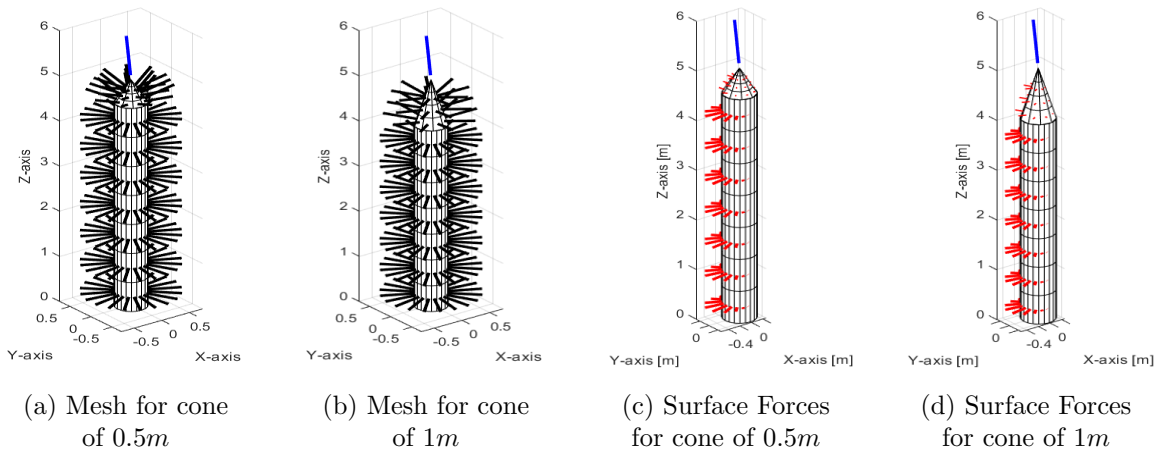 6
5
4
3
2
1
0
Z-axis
0.5
0
-0.5
Y-axis
-0.5
0
0.5
X-axis
6
5
4
3
2
1
0
Z-axis
0.5
0
-0.5
Y-axis
-0.5
0
0.5
X-axis
6
5
4
3
2
1
0
Z-axis [m]
0
-0.4
0
Y-axis [m]
X-axis [m]
6
5
4
3
2
1
0
Z-axis [m]
0
-0.4
0
Y-axis [m]
X-axis [m]
(a) Mesh for cone
of 0.5m
(b) Mesh for cone
of 1m
(c) Surface Forces
for cone of 0.5m
(d) Surface Forces
for cone of 1m